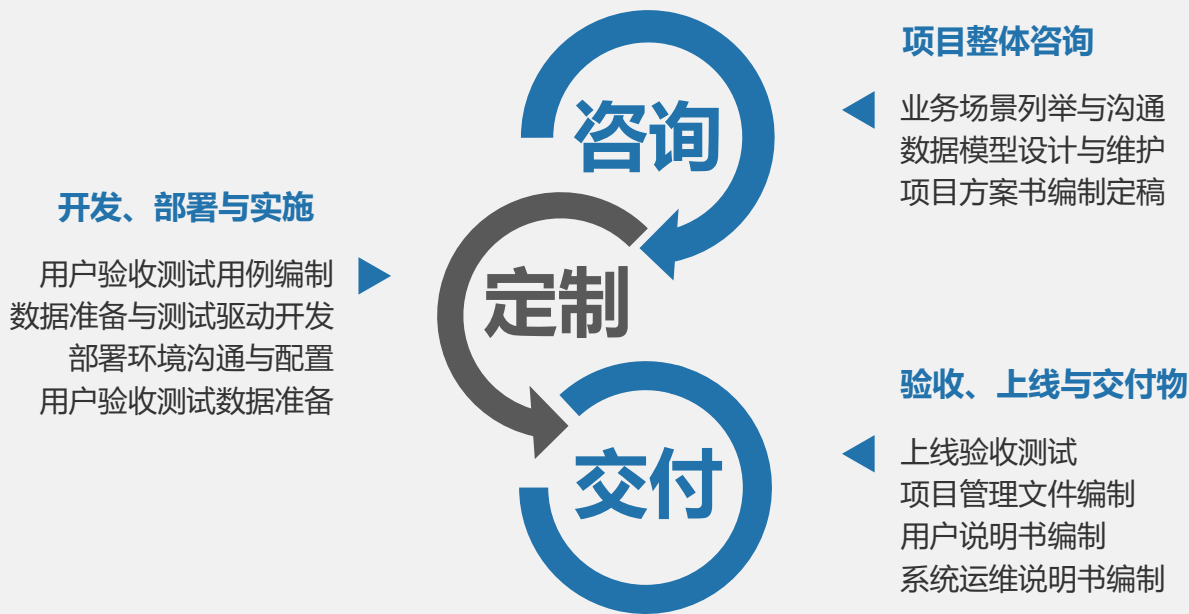 咨询
项目整体咨询
业务场景列举与沟通
数据模型设计与维护
项目方案书编制定稿
定制
开发、部署与实施
用户验收测试用例编制
数据准备与测试驱动开发
部署环境沟通与配置
用户验收测试数据准备
交付
验收、上线与交付物
上线验收测试
项目管理文件编制
用户说明书编制
系统运维说明书编制